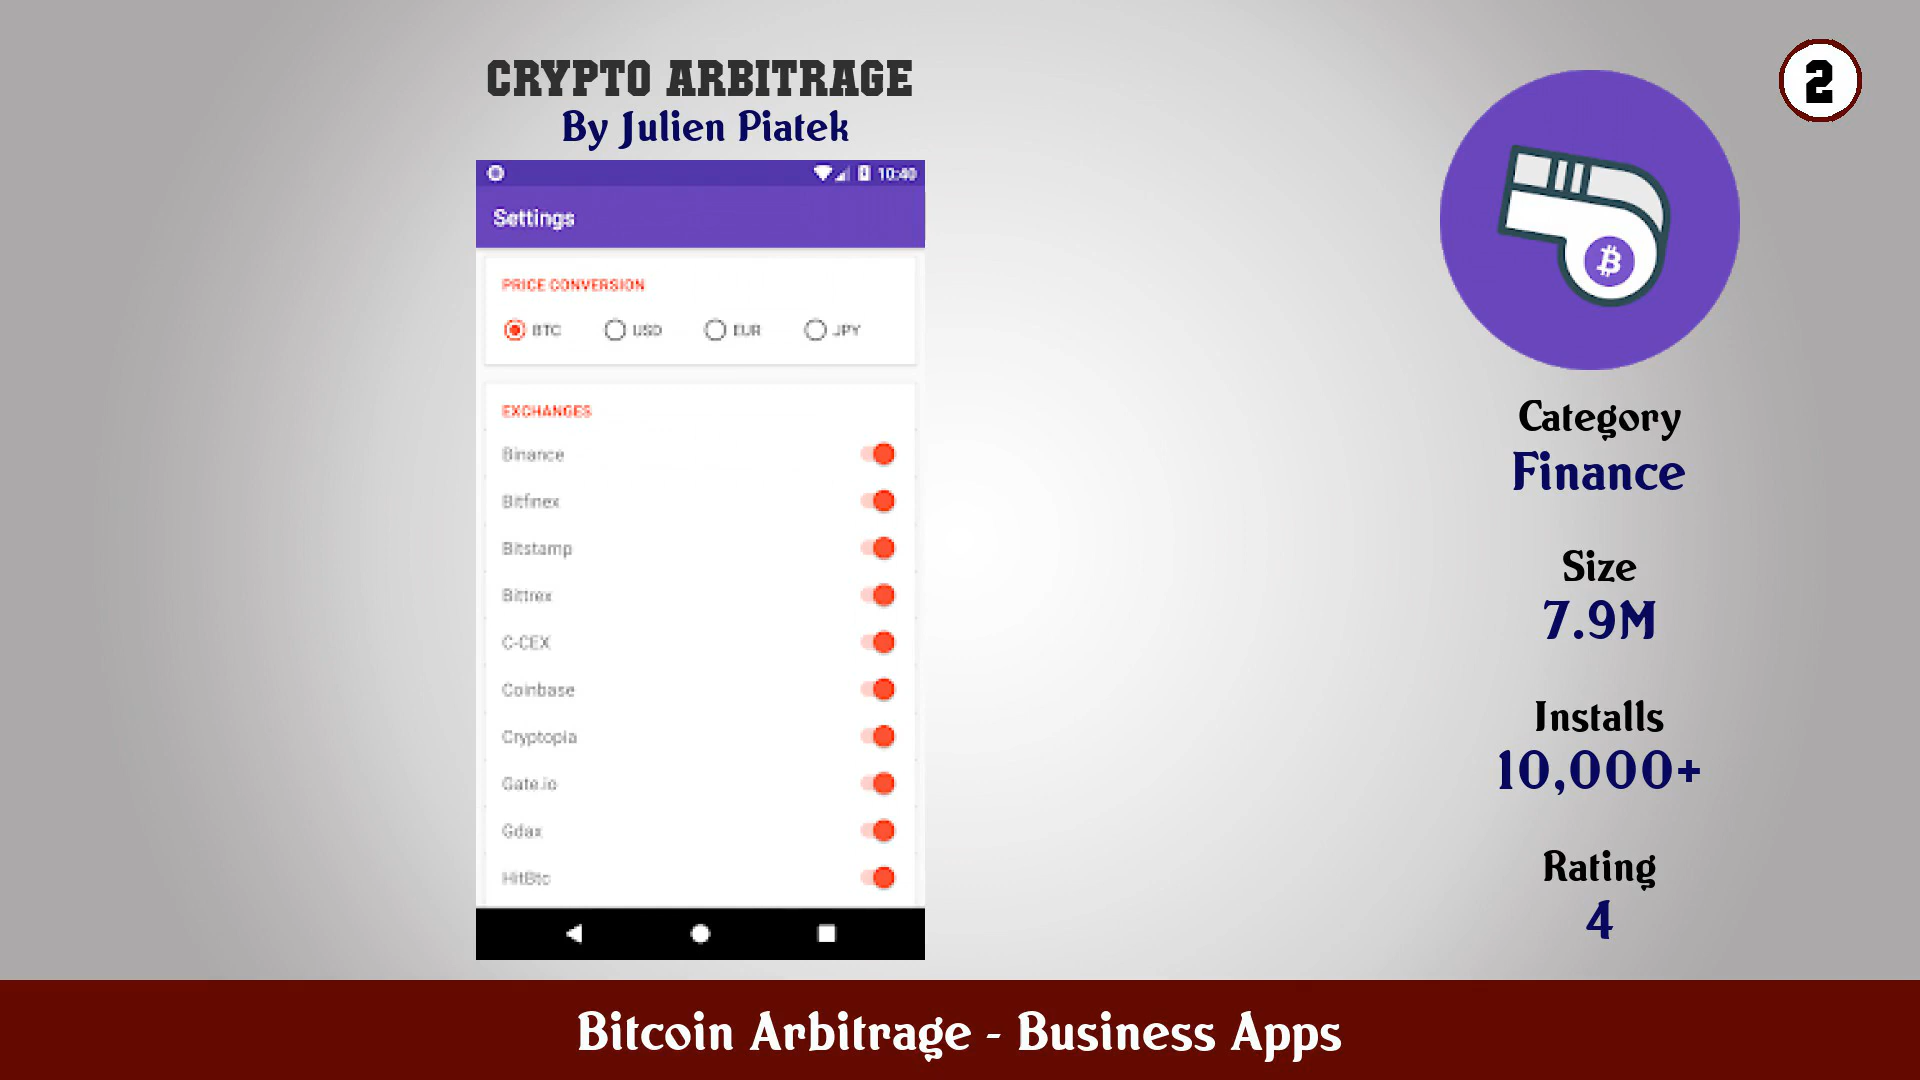 CRYPTO ARBITRAGE
By Julien Piatek
2
10:40
Settings
PRICE CONVERSION
BTC USD EUR JPY
EXCHANGES
Binance
Bitfinex
Bitstamp
Bittrex
C-CEX
Coinbase
Cryptopia
Gate.io
Gdax
HitBtc
Category
Finance
Size
7.9M
Installs
10,000+
Rating
4
Bitcoin Arbitrage - Business Apps